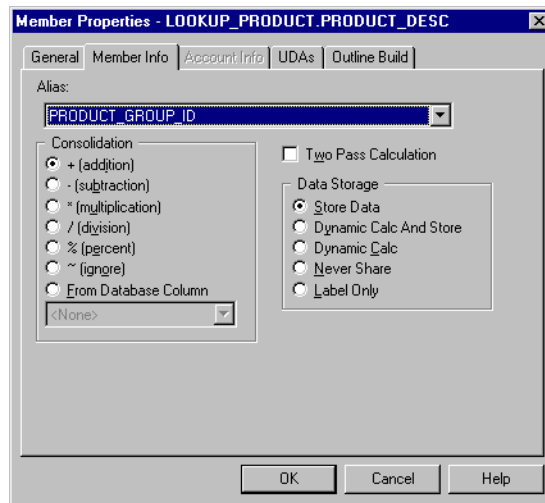 Member Properties - LOOKUP_PRODUCT.PRODUCT_DESC
General Member Info Account Info UDAs Outline Build
Alias:
PRODUCT_GROUP_ID
Consolidation
+ (addition)
- (subtraction)
* (multiplication)
/ (division)
% (percent)
~ (ignore)
From Database Column
<None>
Two Pass Calculation
Data Storage
Store Data
Dynamic Calc And Store
Dynamic Calc
Never Share
Label Only
OK Cancel Help